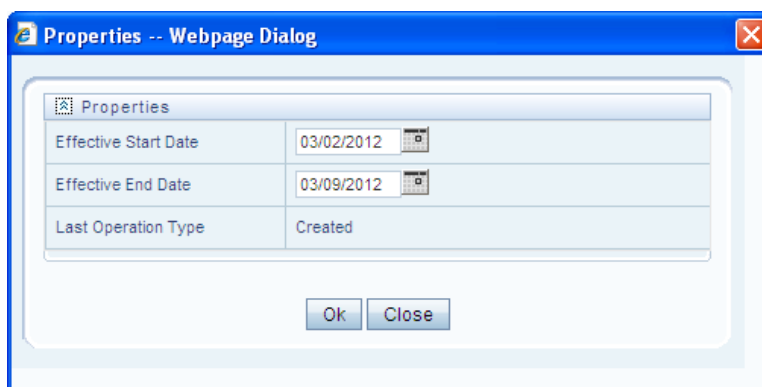 Properties -- Webpage Dialog
Properties
Effective Start Date 03/02/2012
Effective End Date 03/09/2012
Last Operation Type Created
Ok Close